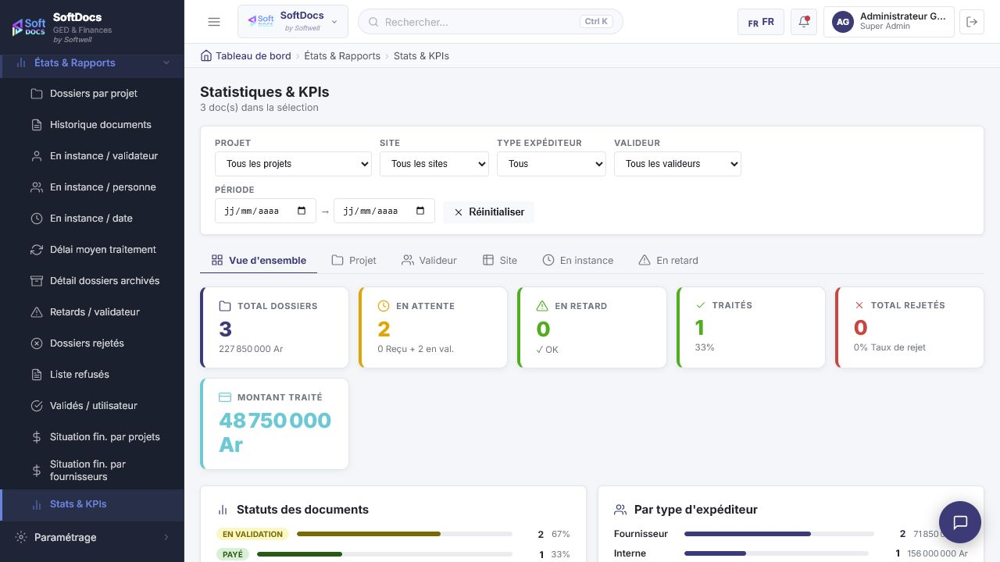 SoftDocs
GED & Finances
by Softwell
Soft DOCS
États & Rapports
Dossiers par projet
Historique documents
En instance / validateur
En instance / personne
En instance / date
Délai moyen traitement
Détail dossiers archivés
Retards / validateur
Dossiers rejetés
Liste refusés
Validés / utilisateur
Situation fin. par projets
Situation fin. par fournisseurs
Stats & KPIs
Paramétrage
Soft DOCS SoftDocs
by Softwell
Rechercher... Ctrl K
FR FR
AG Administrateur G...
Super Admin
Tableau de bord › États & Rapports › Stats & KPIs
Statistiques & KPIs
3 doc(s) dans la sélection
PROJET SITE TYPE EXPÉDITEUR VALIDEUR
Tous les projets Tous les sites Tous Tous les valideurs
PÉRIODE
jj/mm/aaaa → jj/mm/aaaa Réinitialiser
Vue d'ensemble Projet Valideur Site En instance En retard
TOTAL DOSSIERS
3
227 850 000 Ar
EN ATTENTE
2
0 Reçu + 2 en val.
EN RETARD
0
✓ OK
TRAITÉS
1
33%
TOTAL REJETÉS
0
0% Taux de rejet
MONTANT TRAITÉ
48 750 000
Ar
Statuts des documents
EN VALIDATION 2 67%
PAYÉ 1 33%
Par type d'expéditeur
Fournisseur 2
Interne 1 156 000 000 Ar